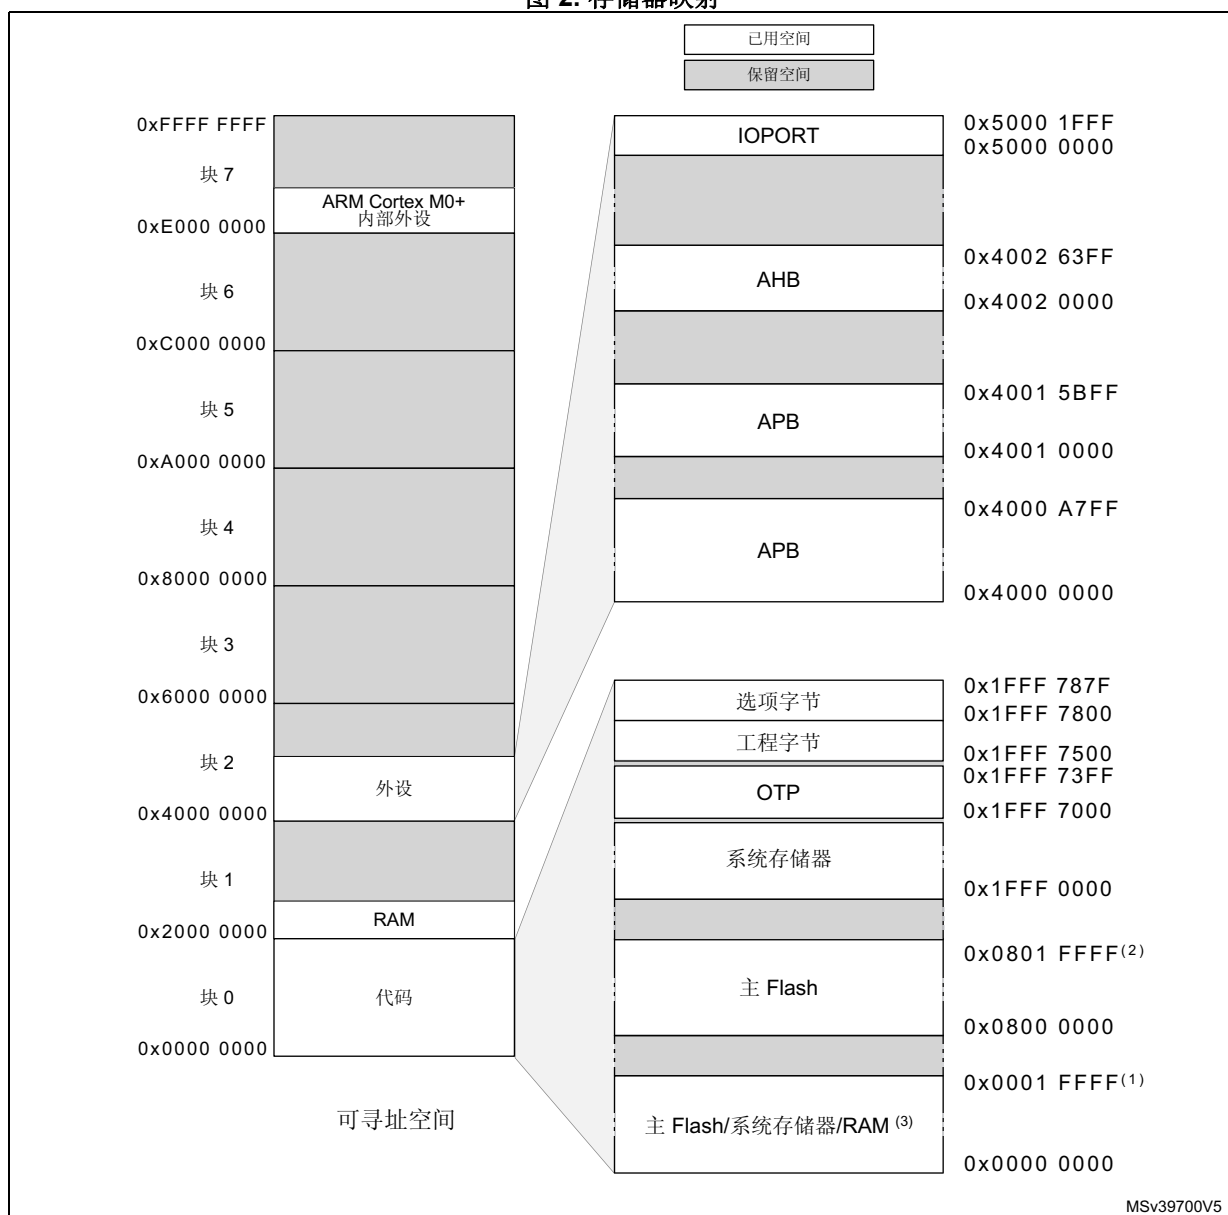 图 2. 存储器映射
已用空间
保留空间
0xFFFF FFFF
块 7
ARM Cortex M0+
内部外设
0xE000 0000
块 6
0xC000 0000
块 5
0xA000 0000
块 4
0x8000 0000
块 3
0x6000 0000
块 2
外设
0x4000 0000
块 1
RAM
0x2000 0000
块 0
代码
0x0000 0000
可寻址空间
IOPORT
0x5000 1FFF
0x5000 0000
AHB
0x4002 63FF
0x4002 0000
APB
0x4001 5BFF
0x4001 0000
APB
0x4000 A7FF
0x4000 0000
选项字节
0x1FFF 787F
0x1FFF 7800
工程字节
0x1FFF 7500
0x1FFF 73FF
OTP
0x1FFF 7000
系统存储器
0x1FFF 0000
0x0801 FFFF(2)
主 Flash
0x0800 0000
0x0001 FFFF(1)
主 Flash/系统存储器/RAM (3)
0x0000 0000
MSv39700V5